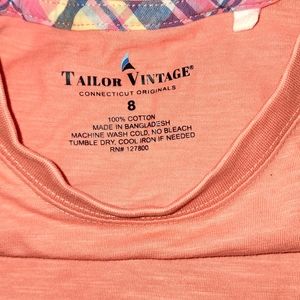 TAILOR VINTAGE®
CONNECTICUT ORIGINALS
8
100% COTTON
MADE IN BANGLADESH
MACHINE WASH COLD, NO BLEACH
TUMBLE DRY, COOL IRON IF NEEDED
RN# 127800